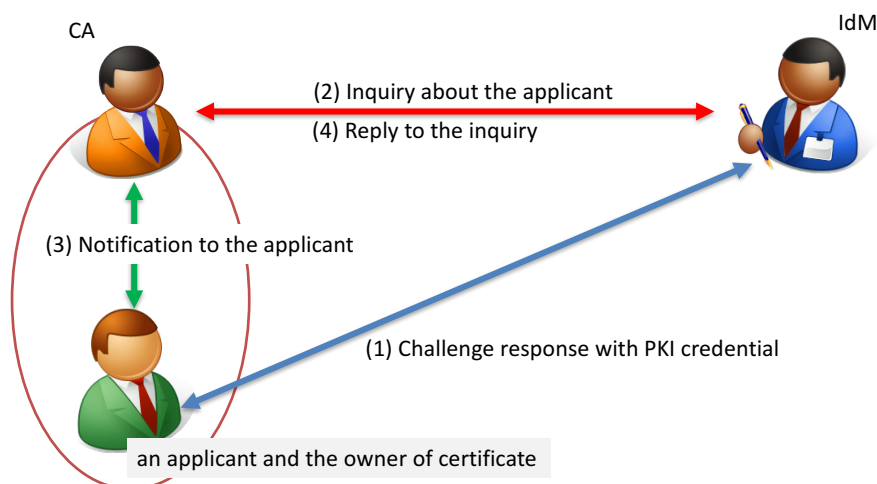 CA
IdM
(2) Inquiry about the applicant
(4) Reply to the inquiry
(3) Notification to the applicant
(1) Challenge response with PKI credential
an applicant and the owner of certificate